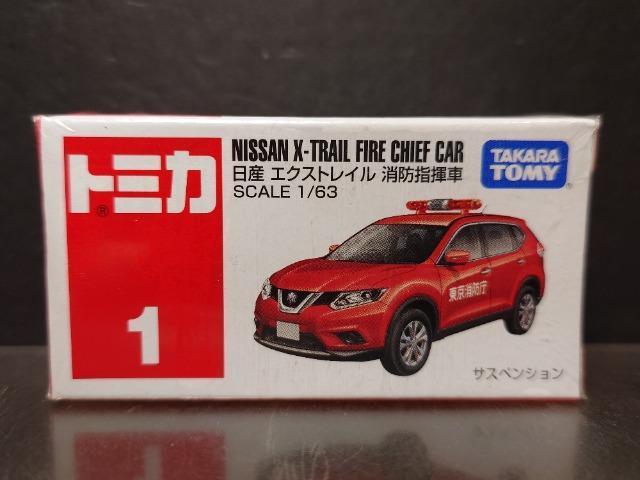 トミカ
®
1
NISSAN X-TRAIL FIRE CHIEF CAR
日産 エクストレイル 消防指揮車
SCALE 1/63
TAKARA
TOMY
東京消防庁
サスペンション